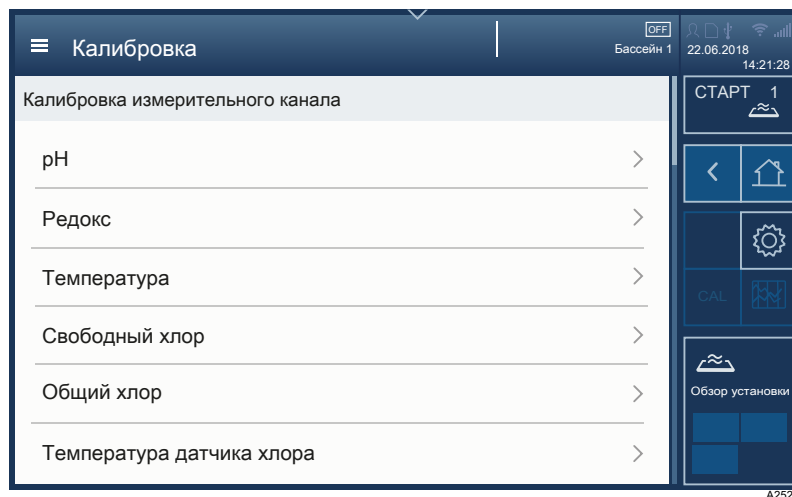 Калибровка
OFF
Бассейн 1
22.06.2018
14:21:28
Калибровка измерительного канала
СТАРТ 1
pH
Редокс
Температура
CAL
Свободный хлор
Общий хлор
Обзор установки
Температура датчика хлора